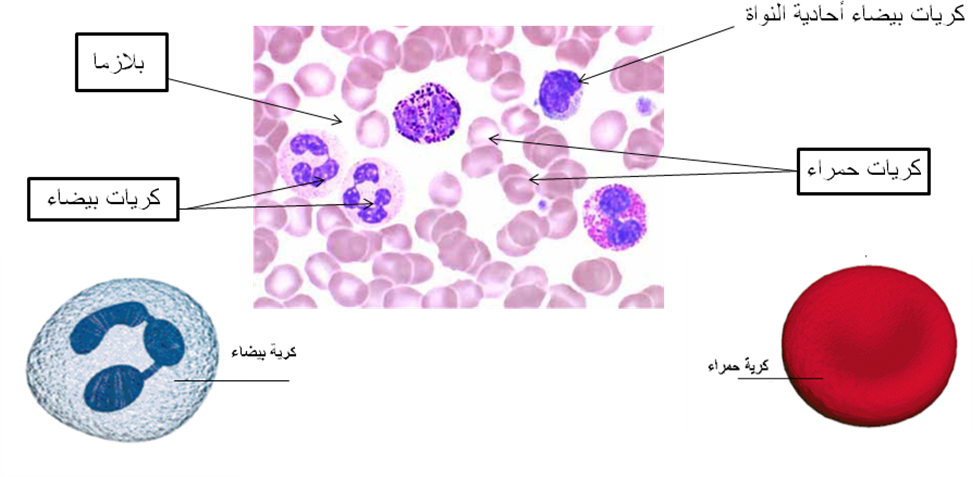 كريات بيضاء أحادية النواة
بلازما
كريات حمراء
كريات بيضاء
كرية بيضاء
كرية حمراء